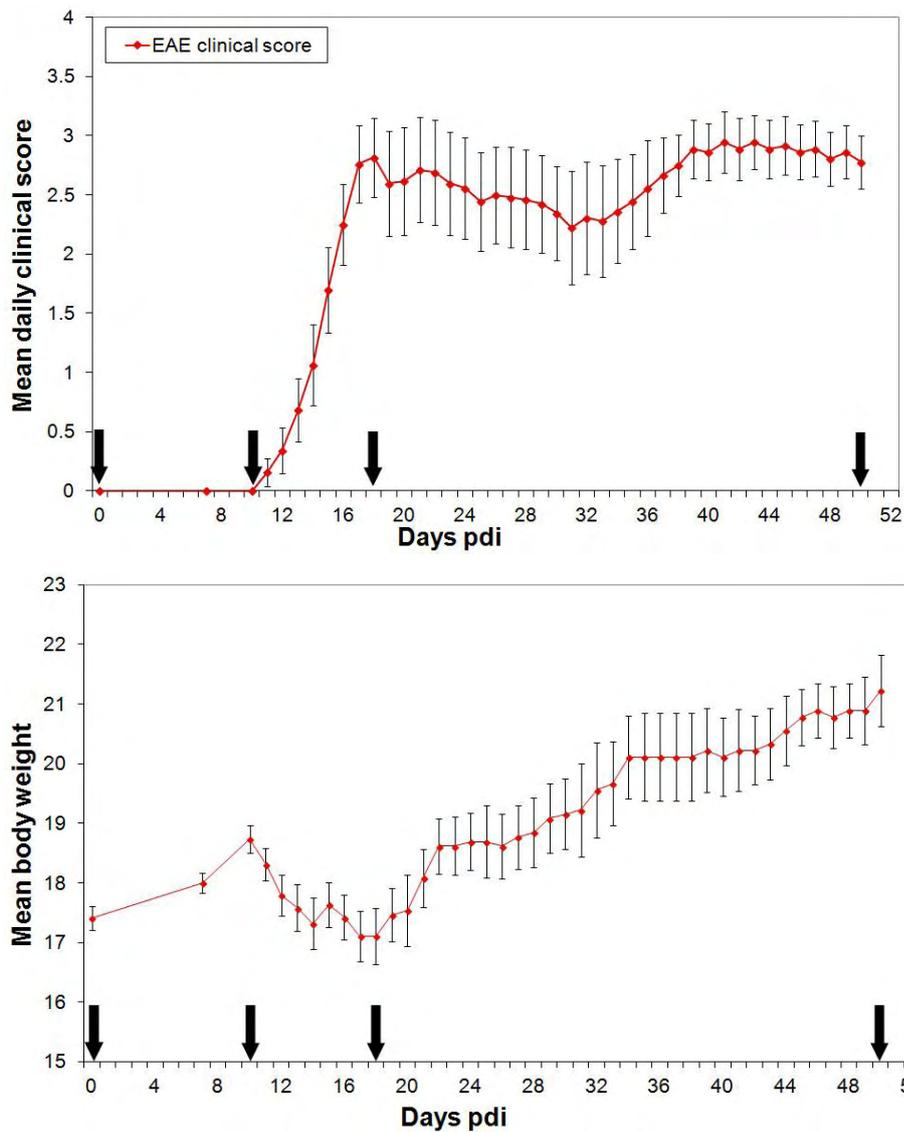 4
3.5
3
2.5
2
1.5
1
0.5
0
EAE clinical score
Mean daily clinical score
0 4 8 12 16 20 24 28 32 36 40 44 48 52
Days pdi
23
22
21
20
19
18
17
16
15
Mean body weight
0 4 8 12 16 20 24 28 32 36 40 44 48 5
Days pdi